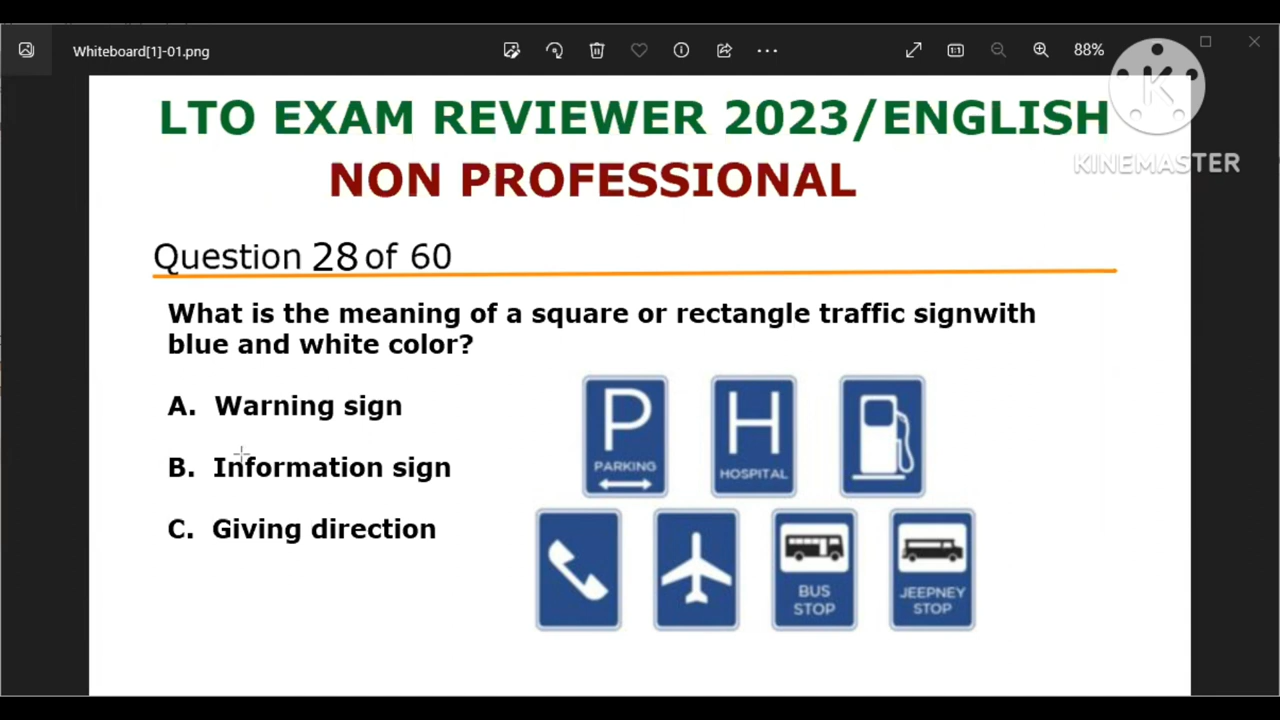 Whiteboard[1]-01.png
1:1
88%
LTO EXAM REVIEWER 2023/ENGLISH
K
KINEMASTER
NON PROFESSIONAL
Question 28 of 60
What is the meaning of a square or rectangle traffic signwith
blue and white color?
A. Warning sign
B. Information sign
C. Giving direction
P
PARKING
H
HOSPITAL
BUS
STOP
JEEPNEY
STOP